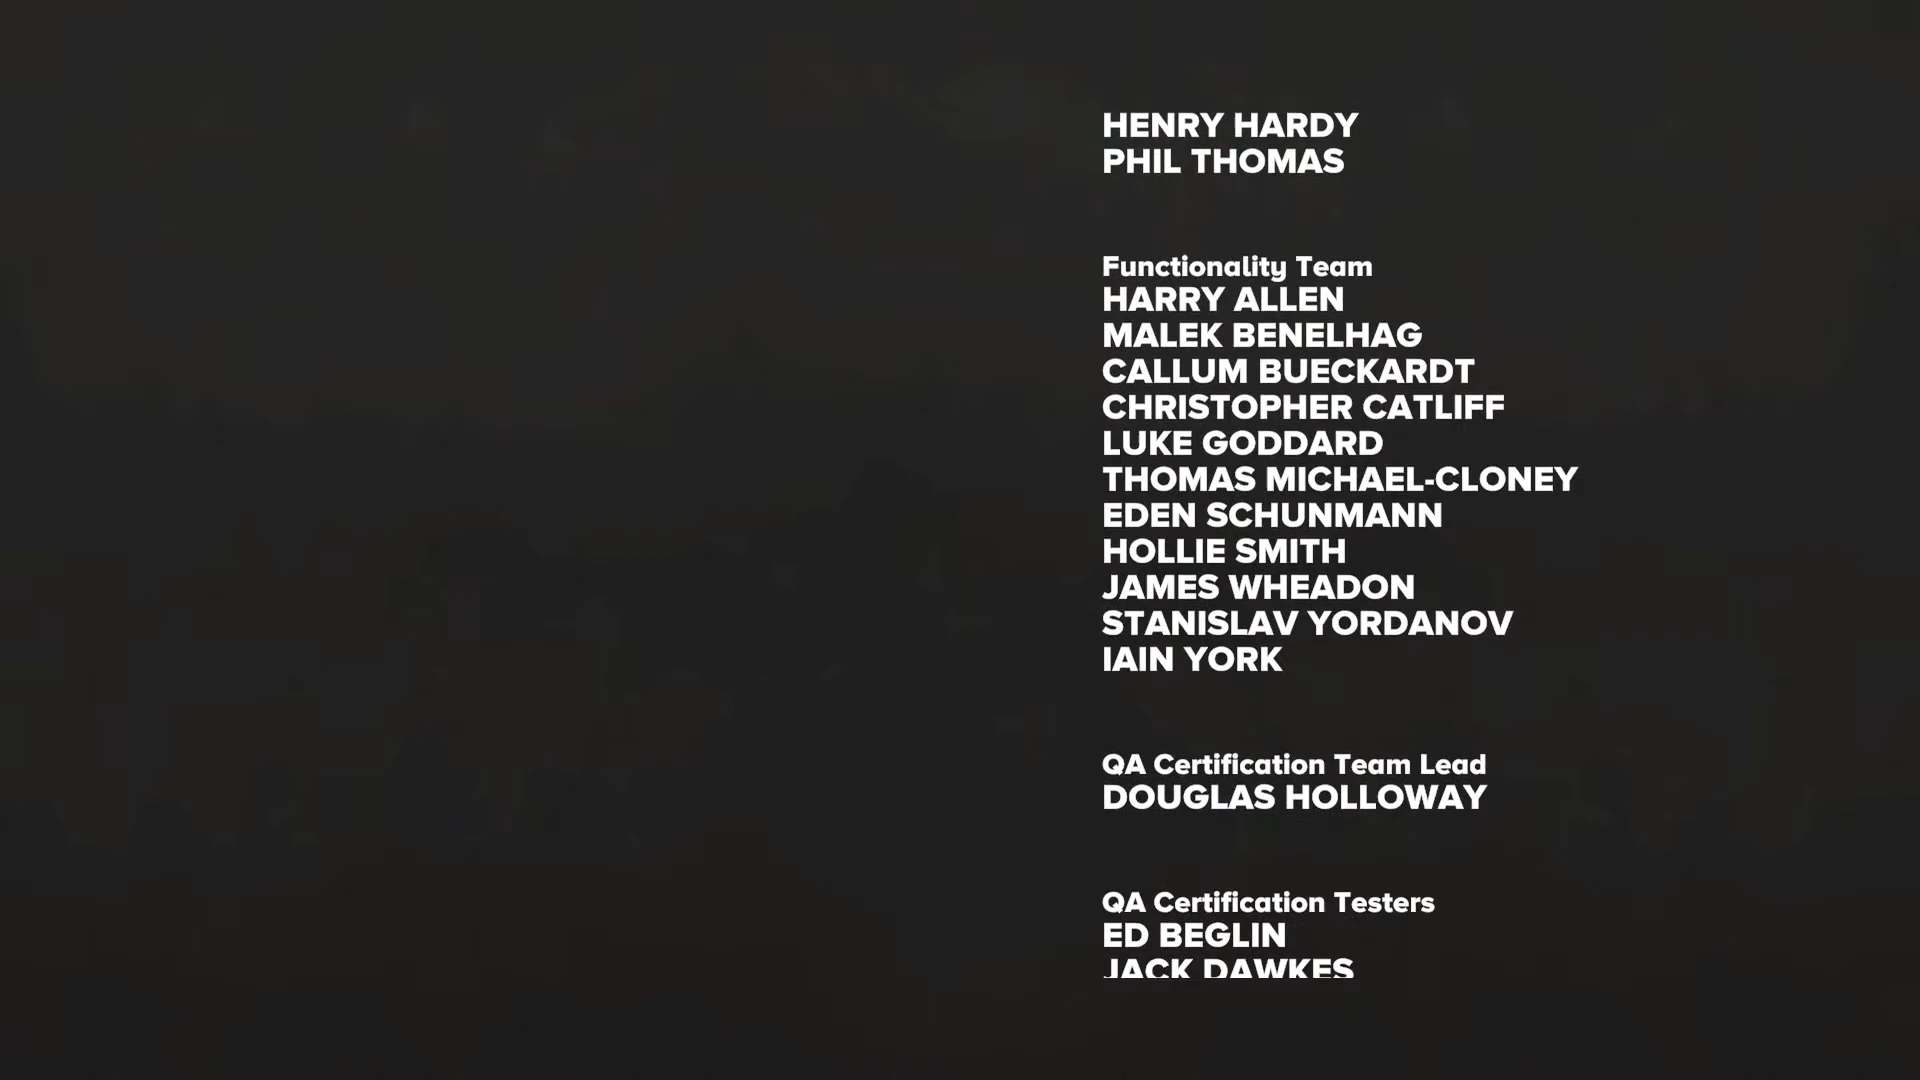 HENRY HARDY
PHIL THOMAS
Functionality Team
HARRY ALLEN
MALEK BENELHAG
CALLUM BUECKARDT
CHRISTOPHER CATLIFF
LUKE GODDARD
THOMAS MICHAEL-CLONEY
EDEN SCHUNMANN
HOLLIE SMITH
JAMES WHEADON
STANISLAV YORDANOV
IAIN YORK
QA Certification Team Lead
DOUGLAS HOLLOWAY
QA Certification Testers
ED BEGLIN
JACK DAWKES